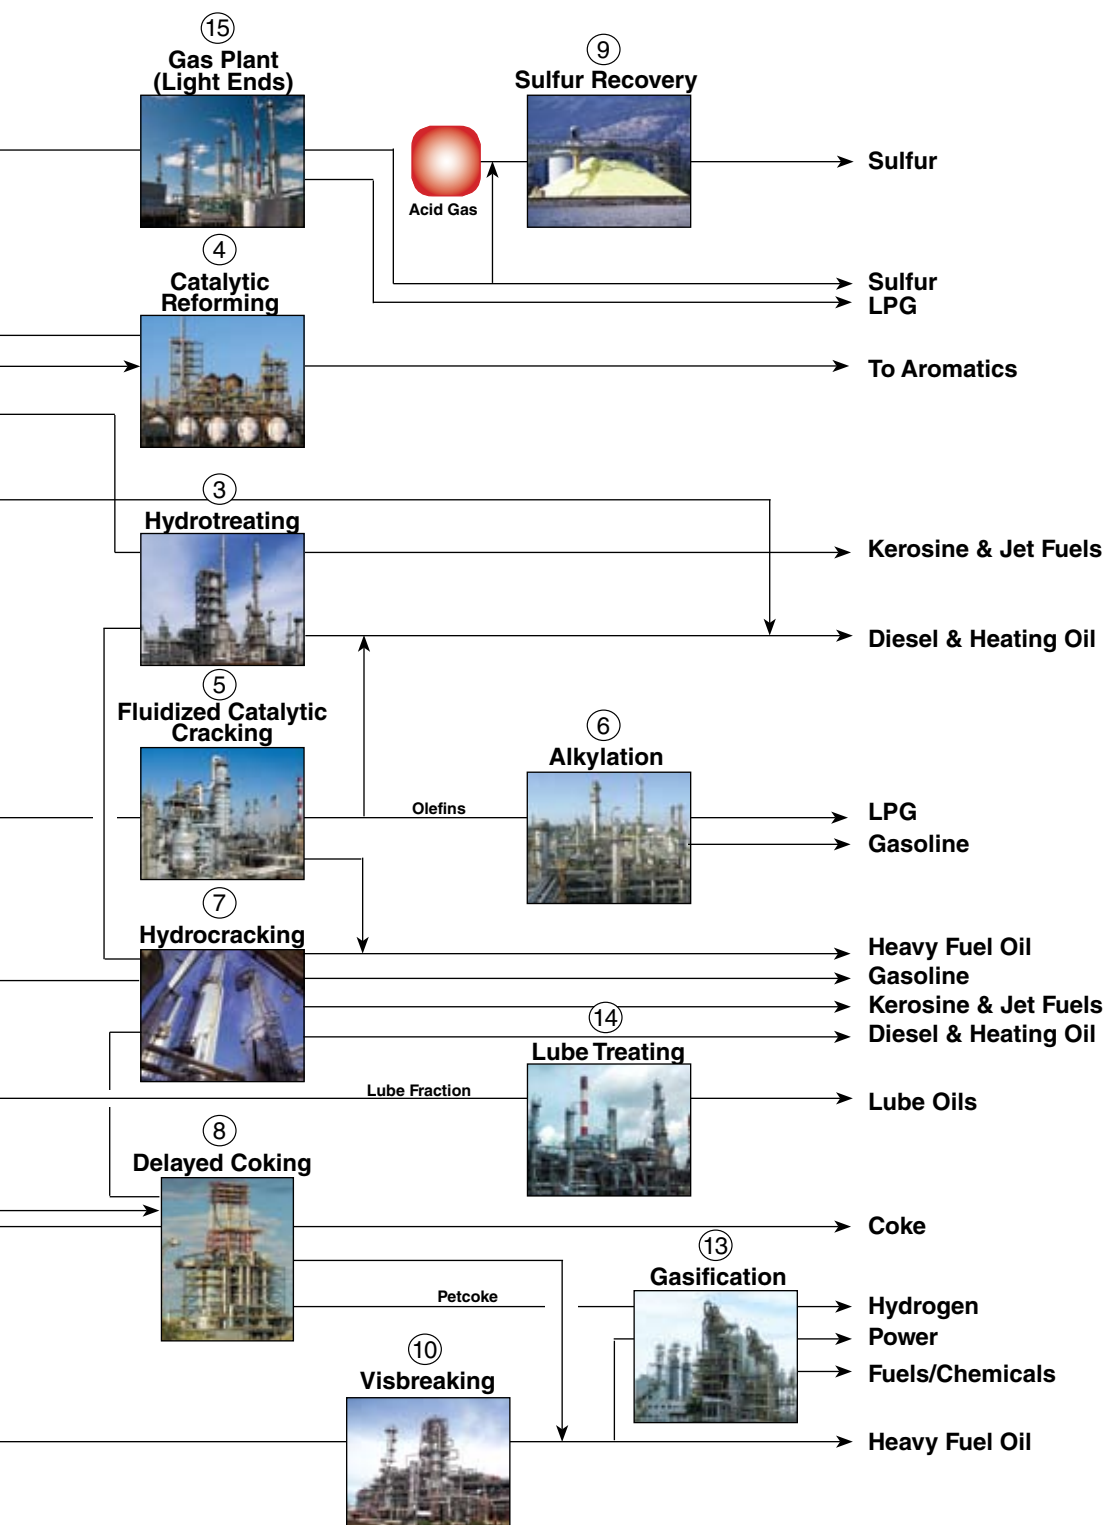 15
Gas Plant
(Light Ends)
9
Sulfur Recovery
Sulfur
Acid Gas
4
Catalytic
Reforming
Sulfur
LPG
To Aromatics
3
Hydrotreating
Kerosine & Jet Fuels
Diesel & Heating Oil
5
Fluidized Catalytic
Cracking
6
Alkylation
Olefins
LPG
Gasoline
7
Hydrocracking
Heavy Fuel Oil
Gasoline
Kerosine & Jet Fuels
Diesel & Heating Oil
14
Lube Treating
Lube Fraction
Lube Oils
8
Delayed Coking
Coke
13
Gasification
Petcoke
Hydrogen
Power
Fuels/Chemicals
10
Visbreaking
Heavy Fuel Oil